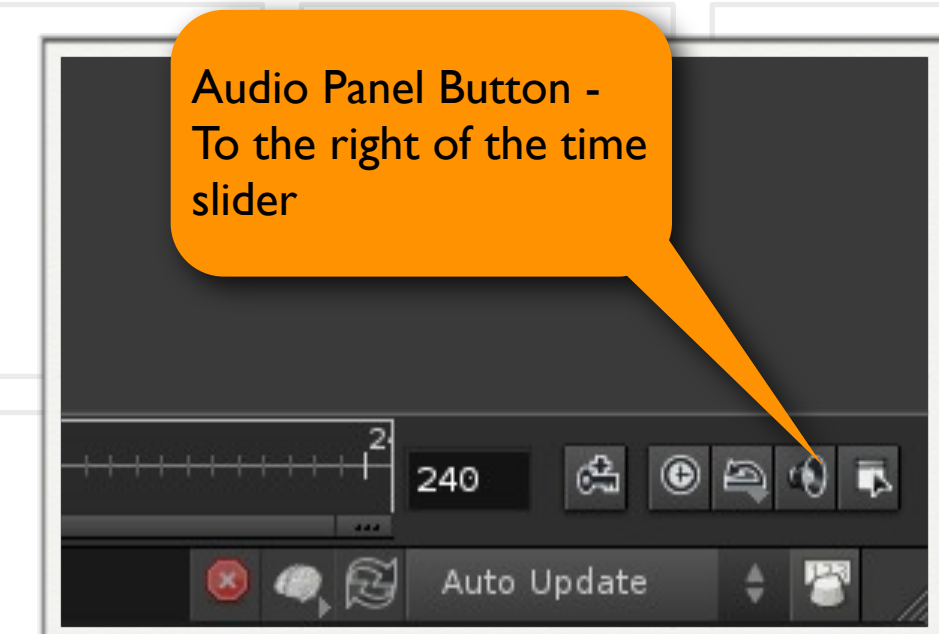 Audio Panel Button -
To the right of the time
slider
240
Auto Update